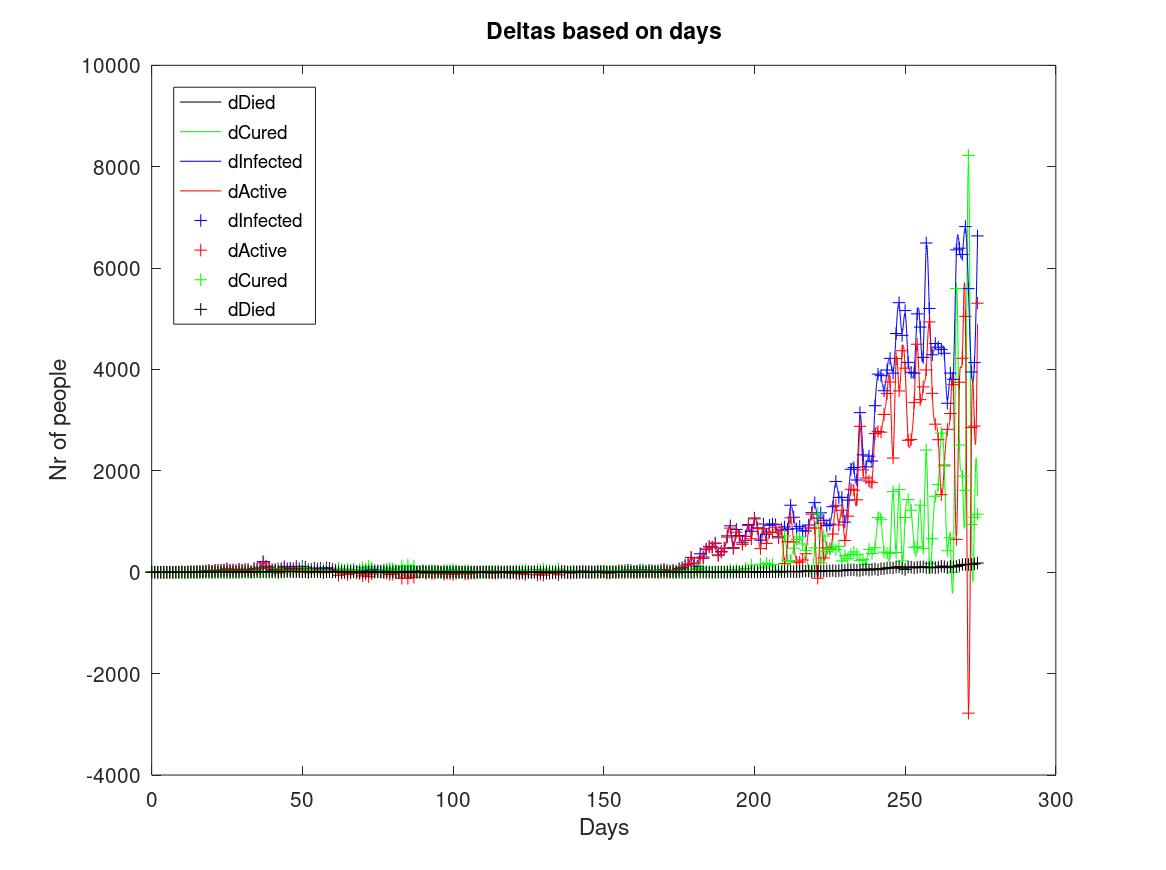 Deltas based on days
10000
8000
6000
4000
2000
0
-2000
-4000
Nr of people
dDied
dCured
dInfected
dActive
dInfected
dActive
dCured
dDied
0 50 100 150 200 250 300
Days